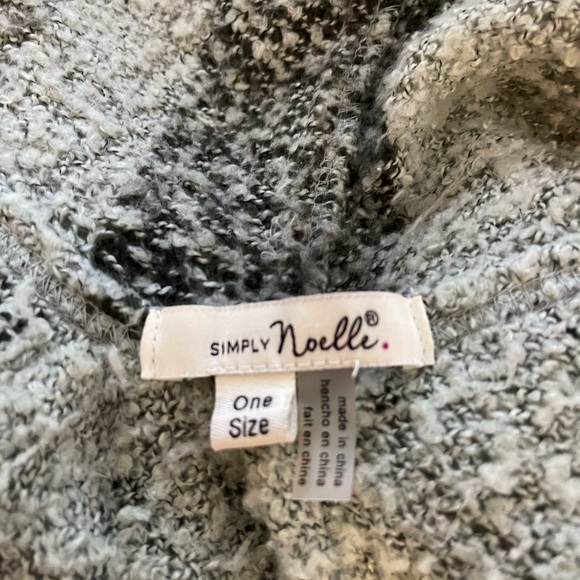 SIMPLY noelle®.
One
Size
made in china
hencho en china
fait en chine